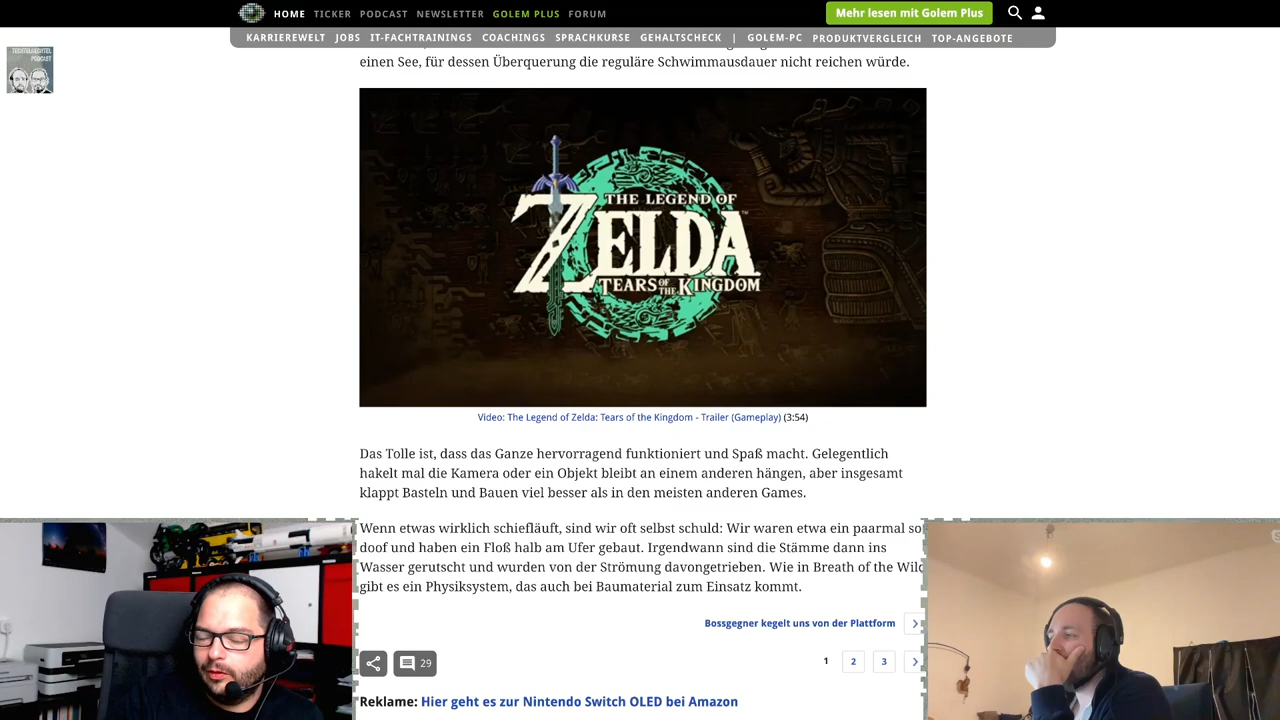 HOME TICKER PODCAST NEWSLETTER GOLEM PLUS FORUM
Mehr lesen mit Golem Plus
KARRIEREWELT JOBS IT-FACHTRAININGS COACHINGS SPRACHKURSE GEHALTSCHECK | GOLEM-PC PRODUKTVERGLEICH TOP-ANGEBOTE
TECHTELMECHTEL
PODCAST
einen See, für dessen Überquerung die reguläre Schwimmausdauer nicht reichen würde.
THE LEGEND OF
ZELDA
TEARS OF THE KINGDOM
Video: The Legend of Zelda: Tears of the Kingdom - Trailer (Gameplay) (3:54)
Das Tolle ist, dass das Ganze hervorragend funktioniert und Spaß macht. Gelegentlich
hakelt mal die Kamera oder ein Objekt bleibt an einem anderen hängen, aber insgesamt
klappt Basteln und Bauen viel besser als in den meisten anderen Games.
Wenn etwas wirklich schiefläuft, sind wir oft selbst schuld: Wir waren etwa ein paarmal so
doof und haben ein Floß halb am Ufer gebaut. Irgendwann sind die Stämme dann ins
Wasser gerutscht und wurden von der Strömung davongetrieben. Wie in Breath of the Wild
gibt es ein Physiksystem, das auch bei Baumaterial zum Einsatz kommt.
Bossgegner kegelt uns von der Plattform
29
1 2 3
Reklame: Hier geht es zur Nintendo Switch OLED bei Amazon